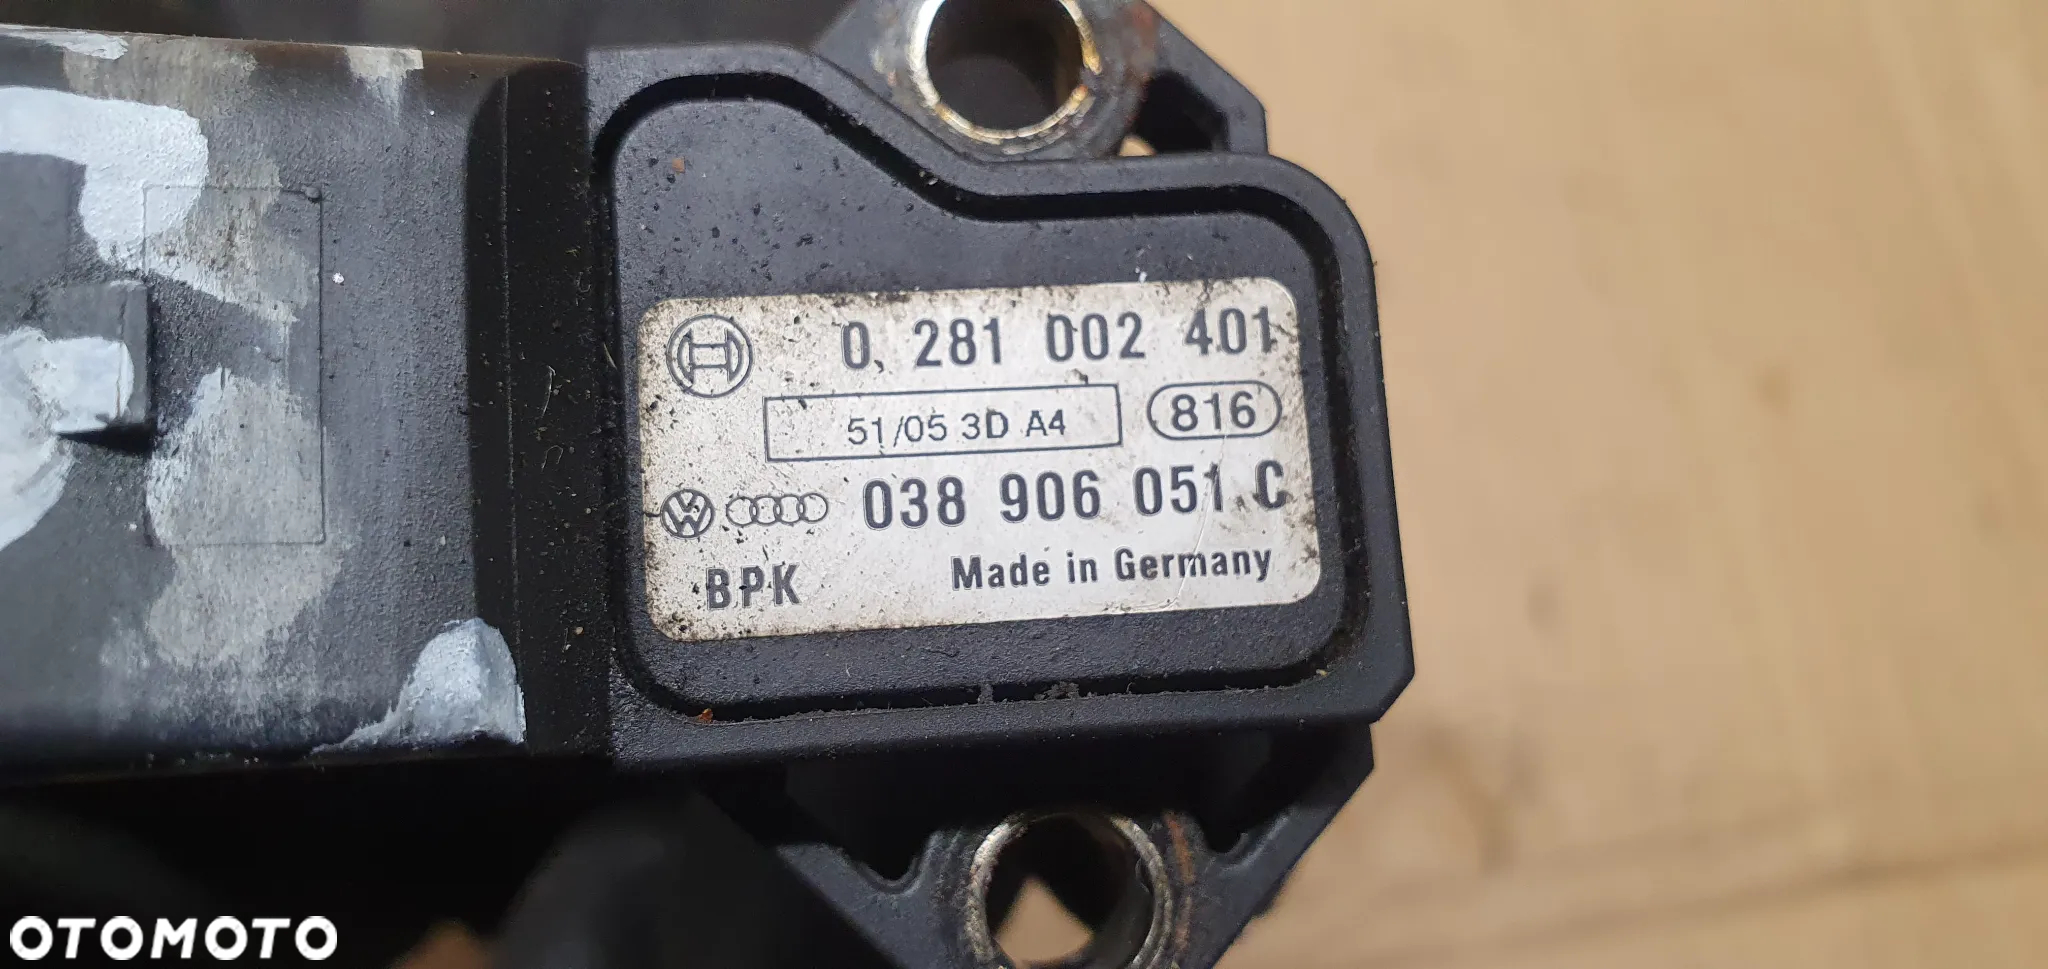 0 281 002 401
51/05 3D A4 816
038 906 051 C
BPK Made in Germany
OTOMOTO